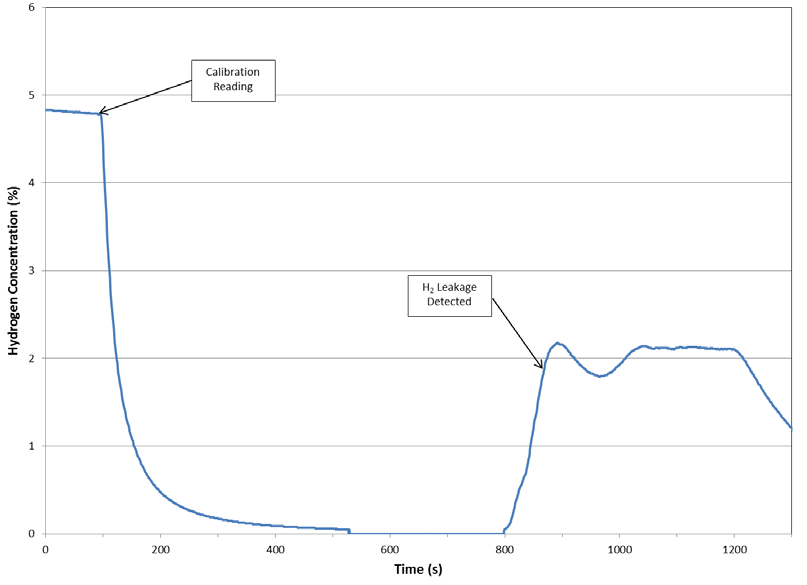 6
5
4
3
2
1
0
Hydrogen Concentration (%)
Calibration
Reading
H₂ Leakage
Detected
0 200 400 600 800 1000 1200
Time (s)